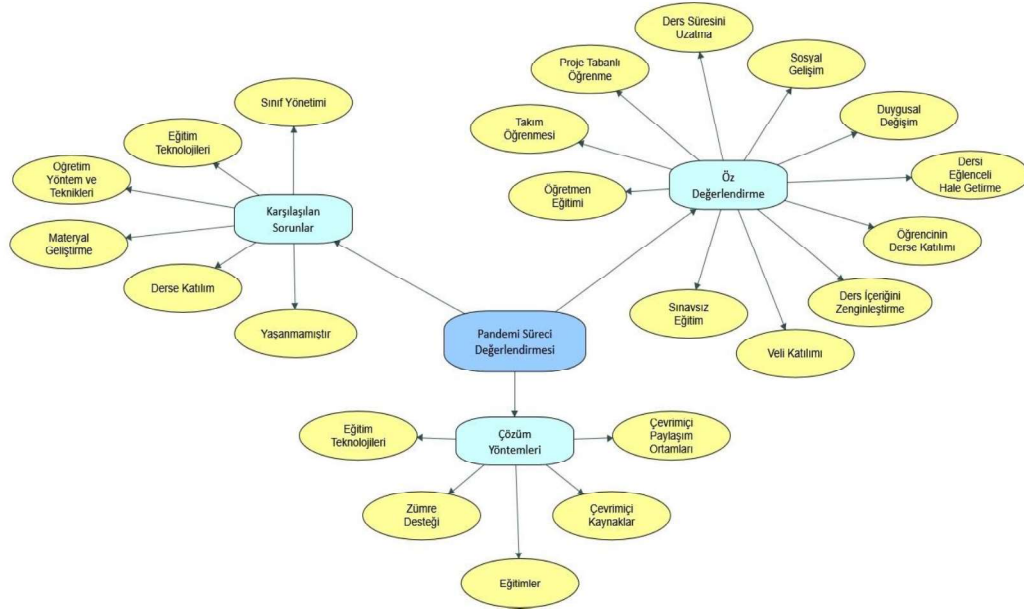 Ders Süresini
Uzatma
Proje Tabanlı
Öğrenme
Sosyal
Gelişim
Sınıf Yönetimi
Takım
Öğrenmesi
Duygusal
Değişim
Eğitim
Teknolojileri
Öğretim
Yöntem ve
Teknikleri
Öz
Değerlendirme
Dersi
Eğlenceli
Hale Getirme
Öğretmen
Eğitimi
Karşılaşılan
Sorunlar
Materyal
Geliştirme
Öğrencinin
Derse Katılımı
Derse Katılım
Sınavsız
Eğitim
Ders İçeriğini
Zenginleştirme
Yaşanmamıştır
Pandemi Süreci
Değerlendirmesi
Veli Katılımı
Eğitim
Teknolojileri
Çözüm
Yöntemleri
Çevrimiçi
Paylaşım
Ortamları
Zümre
Desteği
Çevrimiçi
Kaynaklar
Eğitimler